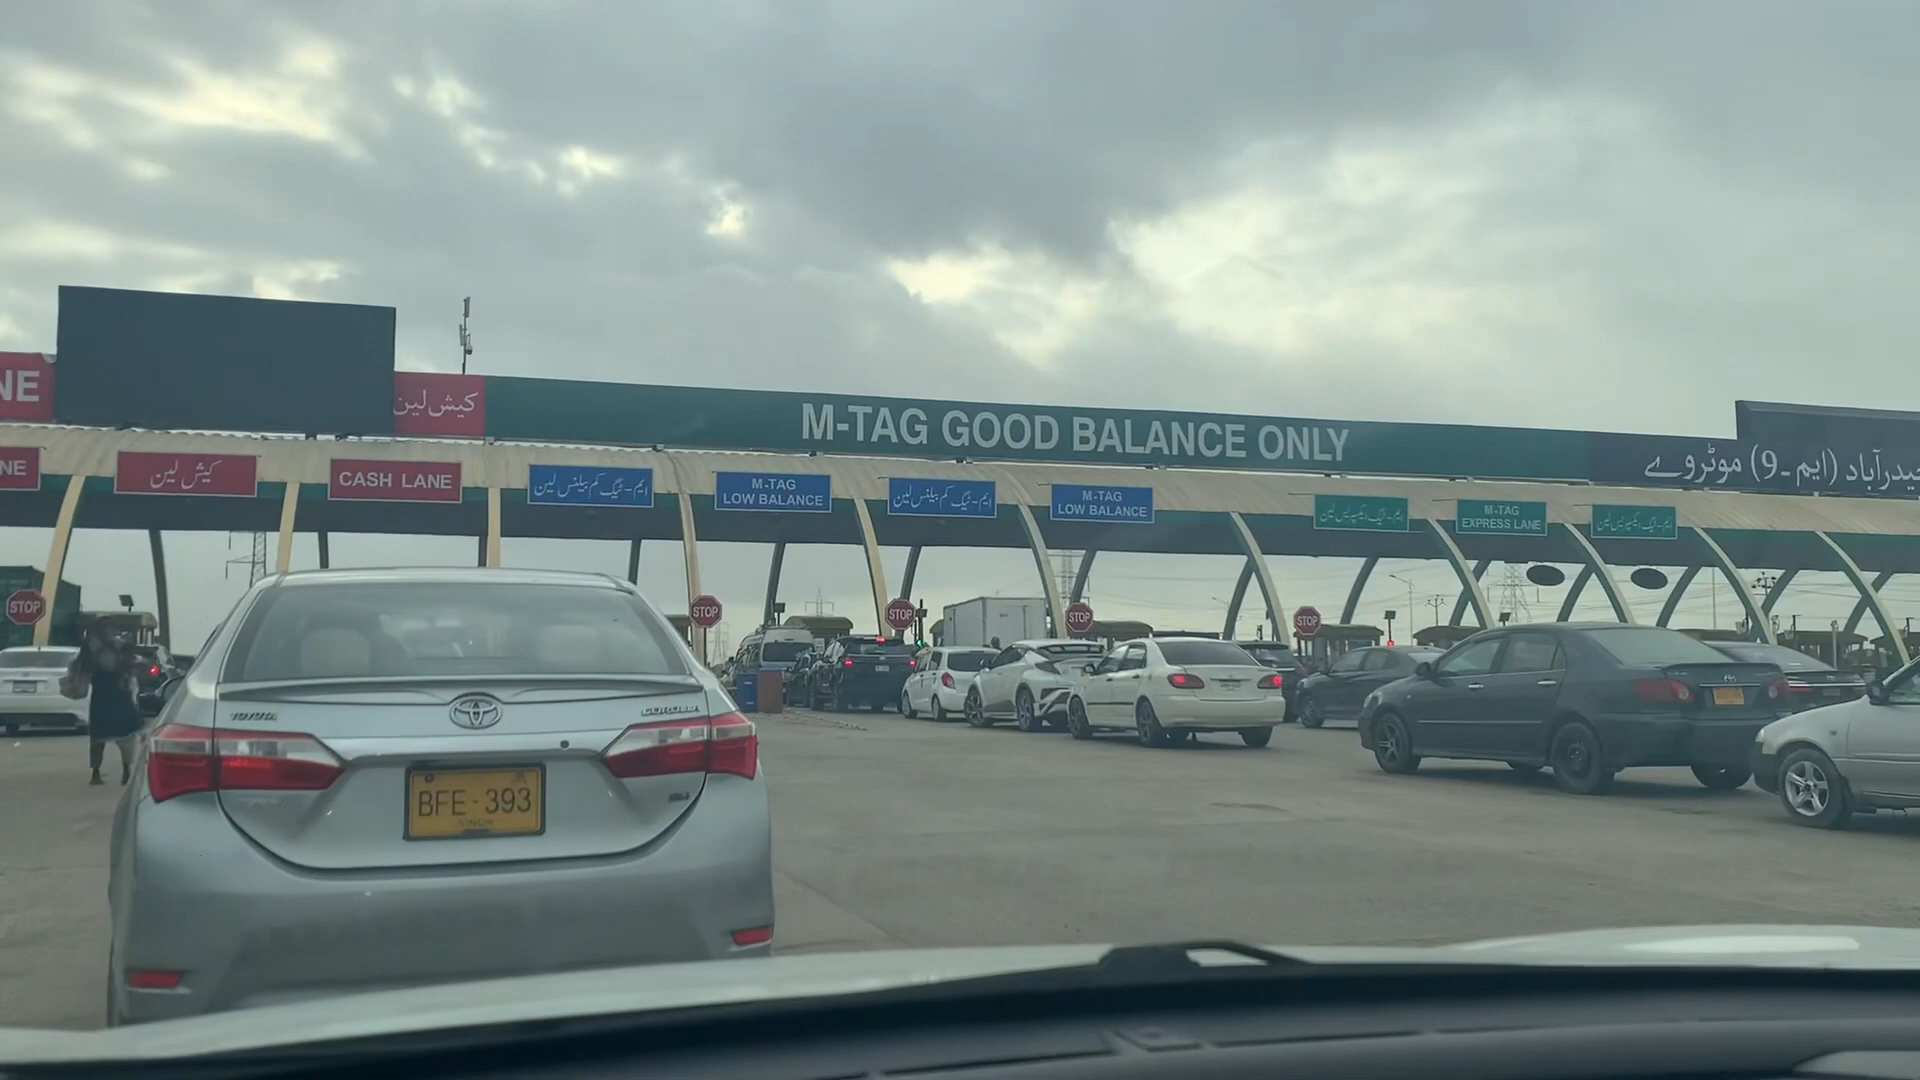 NE
کیش لین
M-TAG GOOD BALANCE ONLY
حیدرآباد (ایم ۔9) موٹروے
NE
کیش لین
CASH LANE
ایم ۔ ٹیگ کم بیلنس لین
M-TAG
LOW BALANCE
ایم ۔ ٹیگ کم بیلنس لین
M-TAG
LOW BALANCE
ایم ۔ ٹیگ ایکسپریس لین
M-TAG
EXPRESS LANE
ایم ۔ ٹیگ ایکسپریس لین
STOP
STOP
STOP
STOP
STOP
TOYOTA
COROLLA
BFE - 393
SINDH